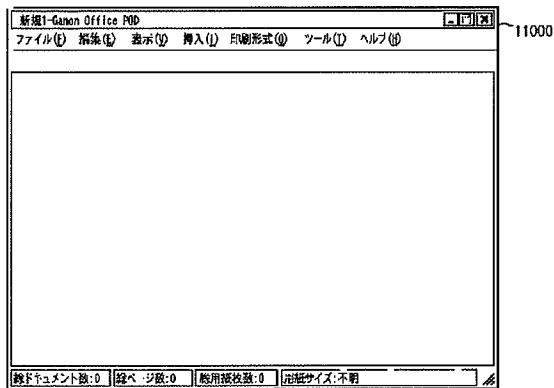 新規1-Canon Office POD
11000
ファイル(F) 編集(E) 表示(V) 挿入(I) 印刷形式(Q) ツール(T) ヘルプ(H)
総ドキュメント数:0 総ページ数:0 総用紙枚数:0 用紙サイズ:不明